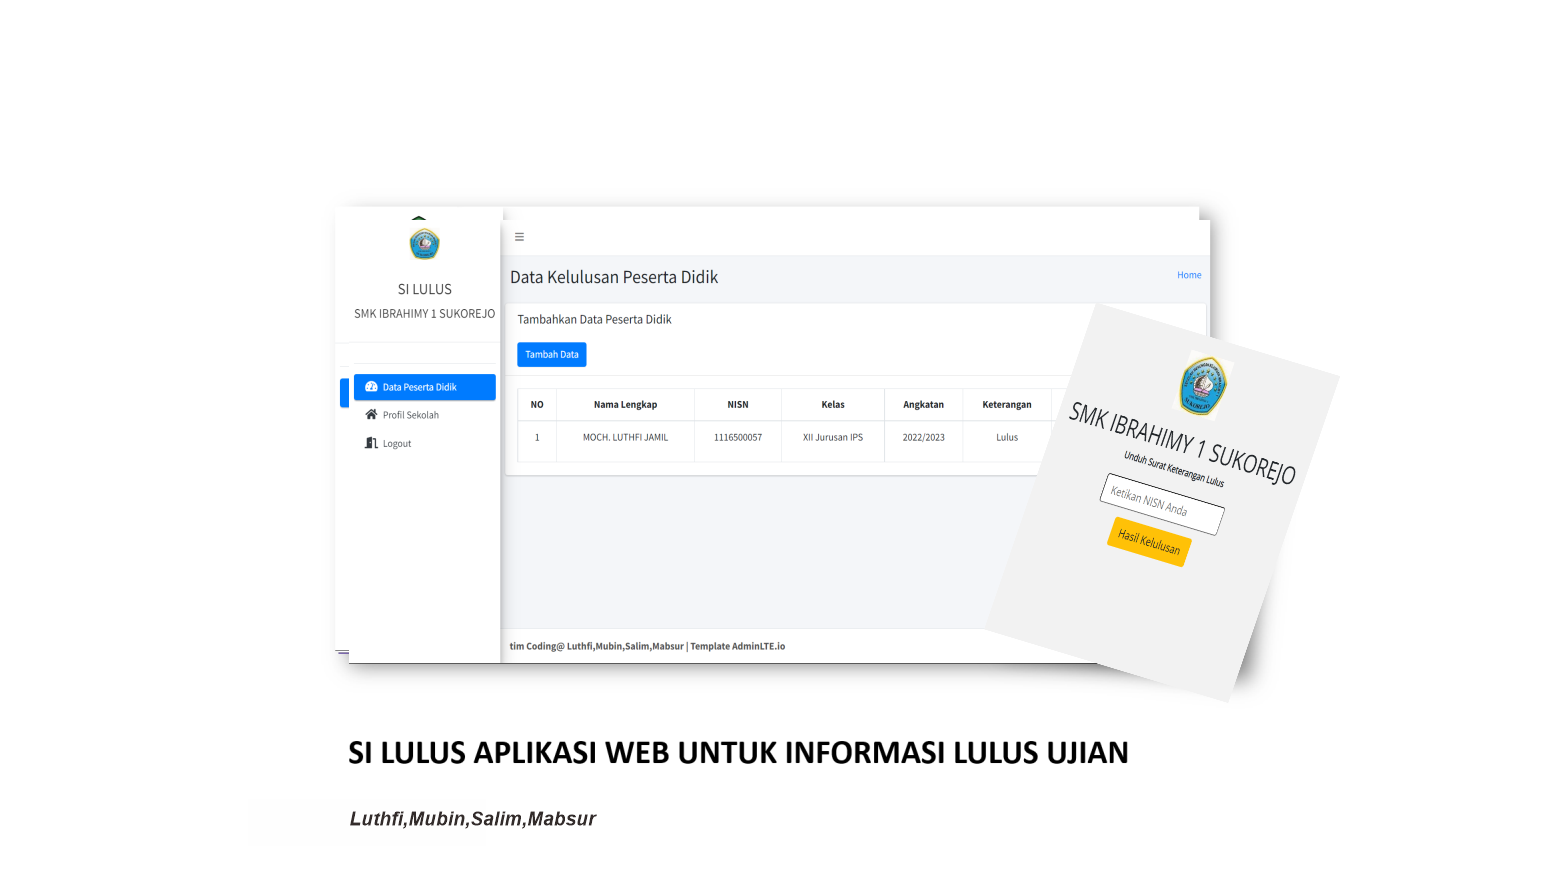 SI LULUS
SMK IBRAHIMY 1 SUKOREJO
Data Peserta Didik
Profil Sekolah
Logout
Data Kelulusan Peserta Didik
Home
Tambahkan Data Peserta Didik
Tambah Data
NO Nama Lengkap NISN Kelas Angkatan Keterangan
1 MOCH. LUTHFI JAMIL 1116500057 XII Jurusan IPS 2022/2023 Lulus
tim Coding@ Luthfi,Mubin,Salim,Mabsur | Template AdminLTE.io
SMK IBRAHIMY 1 SUKOREJO
Unduh Surat Keterangan Lulus
Ketikan NISN Anda
Hasil Kelulusan
SI LULUS APLIKASI WEB UNTUK INFORMASI LULUS UJIAN
Luthfi,Mubin,Salim,Mabsur